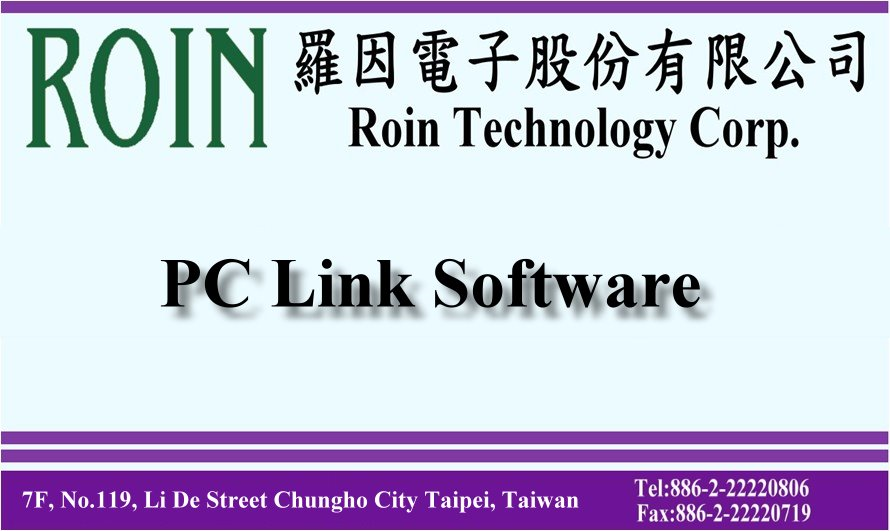 ROIN
羅因電子股份有限公司
Roin Technology Corp.
PC Link Software
7F, No.119, Li De Street Chungho City Taipei, Taiwan
Tel:886-2-22220806
Fax:886-2-22220719